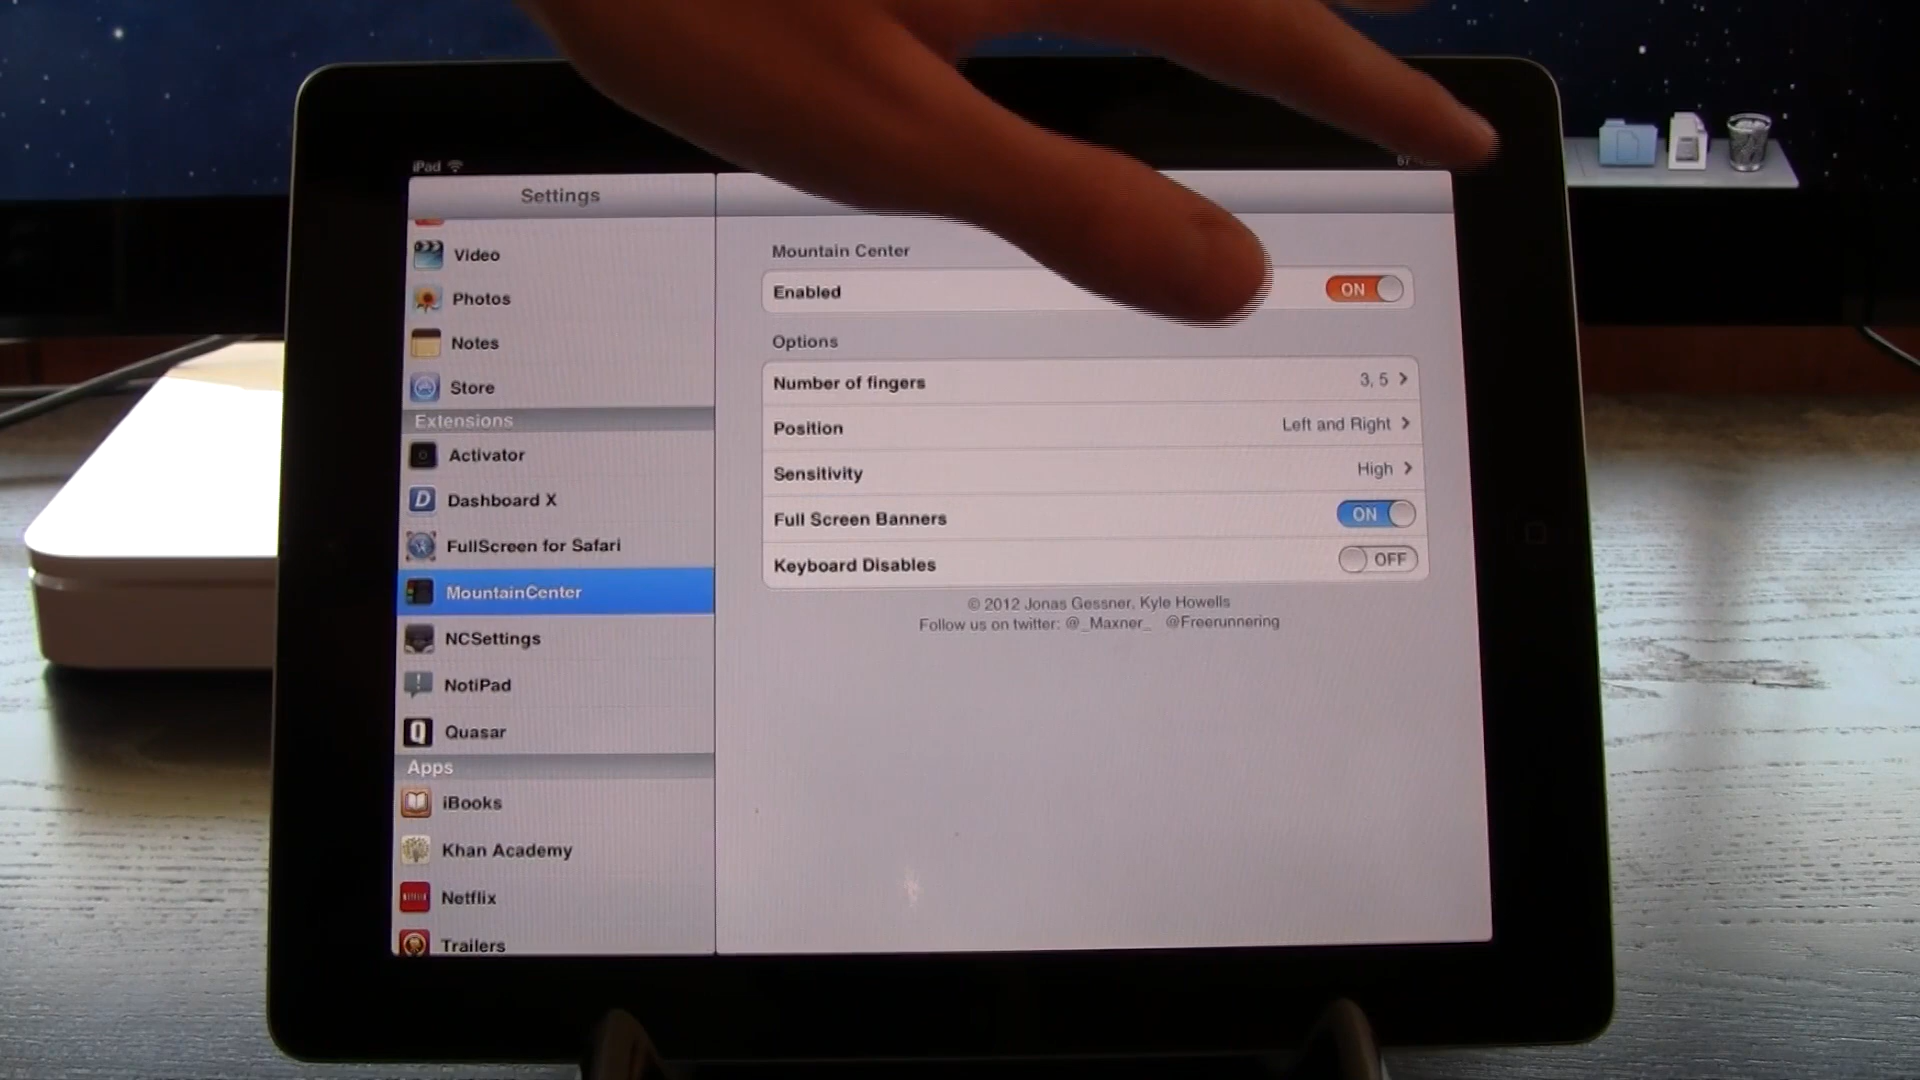 iPad
Settings
Video
Photos
Notes
Store
Extensions
Activator
Dashboard X
FullScreen for Safari
MountainCenter
NCSettings
NotiPad
Quasar
Apps
iBooks
Khan Academy
Netflix
Trailers
Mountain Center
Enabled ON
Options
Number of fingers 3, 5
Position Left and Right
Sensitivity High
Full Screen Banners ON
Keyboard Disables OFF
© 2012 Jonas Gessner, Kyle Howells
Follow us on twitter: @_Maxner_ @Freerunnering